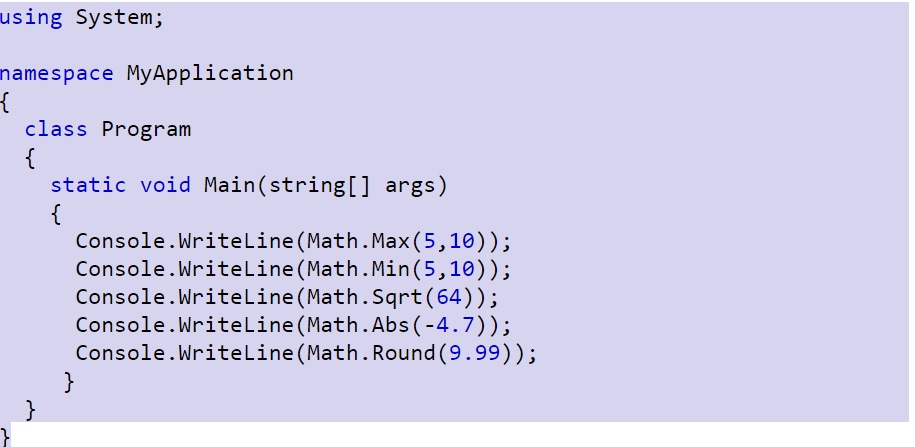 using System;

namespace MyApplication
{
  class Program
  {
    static void Main(string[] args)
    {
      Console.WriteLine(Math.Max(5,10));
      Console.WriteLine(Math.Min(5,10));
      Console.WriteLine(Math.Sqrt(64));
      Console.WriteLine(Math.Abs(-4.7));
      Console.WriteLine(Math.Round(9.99));
     }
  }
}